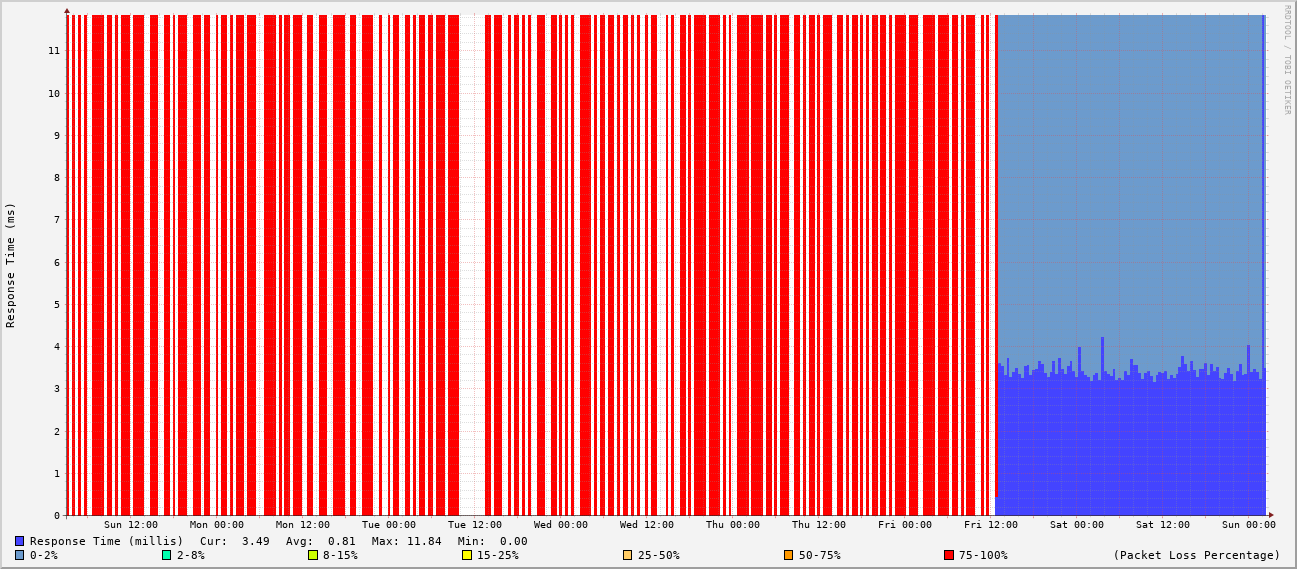 RRDTOOL / TOBI OETIKER
Response Time (ms)
11
10
9
8
7
6
5
4
3
2
1
0
Sun 12:00 Mon 00:00 Mon 12:00 Tue 00:00 Tue 12:00 Wed 00:00 Wed 12:00 Thu 00:00 Thu 12:00 Fri 00:00 Fri 12:00 Sat 00:00 Sat 12:00 Sun 00:00
Response Time (millis) Cur: 3.49 Avg: 0.81 Max: 11.84 Min: 0.00
0-2% 2-8% 8-15% 15-25% 25-50% 50-75% 75-100% (Packet Loss Percentage)